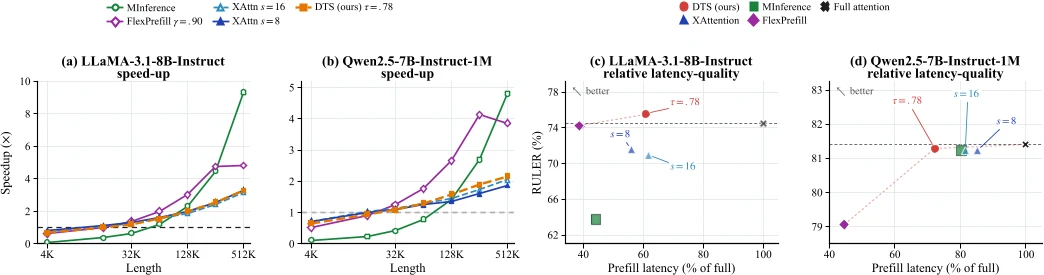 MInference
FlexPrefill γ=.90
XAttn s=16
XAttn s=8
DTS (ours) τ=.78
DTS (ours)
XAttention
MInference
FlexPrefill
Full attention
(a) LLaMA-3.1-8B-Instruct
speed-up
10
8
6
4
2
0
Speedup (×)
4K
32K
128K
512K
Length
(b) Qwen2.5-7B-Instruct-1M
speed-up
5
4
3
2
1
0
4K
32K
128K
512K
Length
(c) LLaMA-3.1-8B-Instruct
relative latency-quality
78
74
70
66
62
RULER (%)
better
τ=.78
s=8
s=16
40
60
80
100
Prefill latency (% of full)
(d) Qwen2.5-7B-Instruct-1M
relative latency-quality
83
82
81
80
79
better
τ=.78
s=16
s=8
40
60
80
100
Prefill latency (% of full)